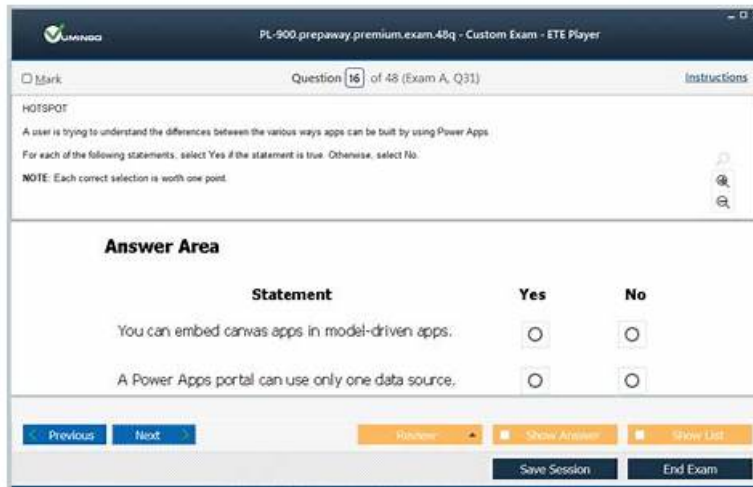 VUMINGO
PL-900.prepaway.premium.exam.48q - Custom Exam - ETE Player
Mark
Question 16 of 48 (Exam A, Q31)
Instructions
HOTSPOT
A user is trying to understand the differences between the various ways apps can be built by using Power Apps.
For each of the following statements, select Yes if the statement is true. Otherwise, select No.
NOTE: Each correct selection is worth one point.
Answer Area
Statement Yes No
You can embed canvas apps in model-driven apps.
A Power Apps portal can use only one data source.
Previous Next Review Show Answer Show List
Save Session End Exam